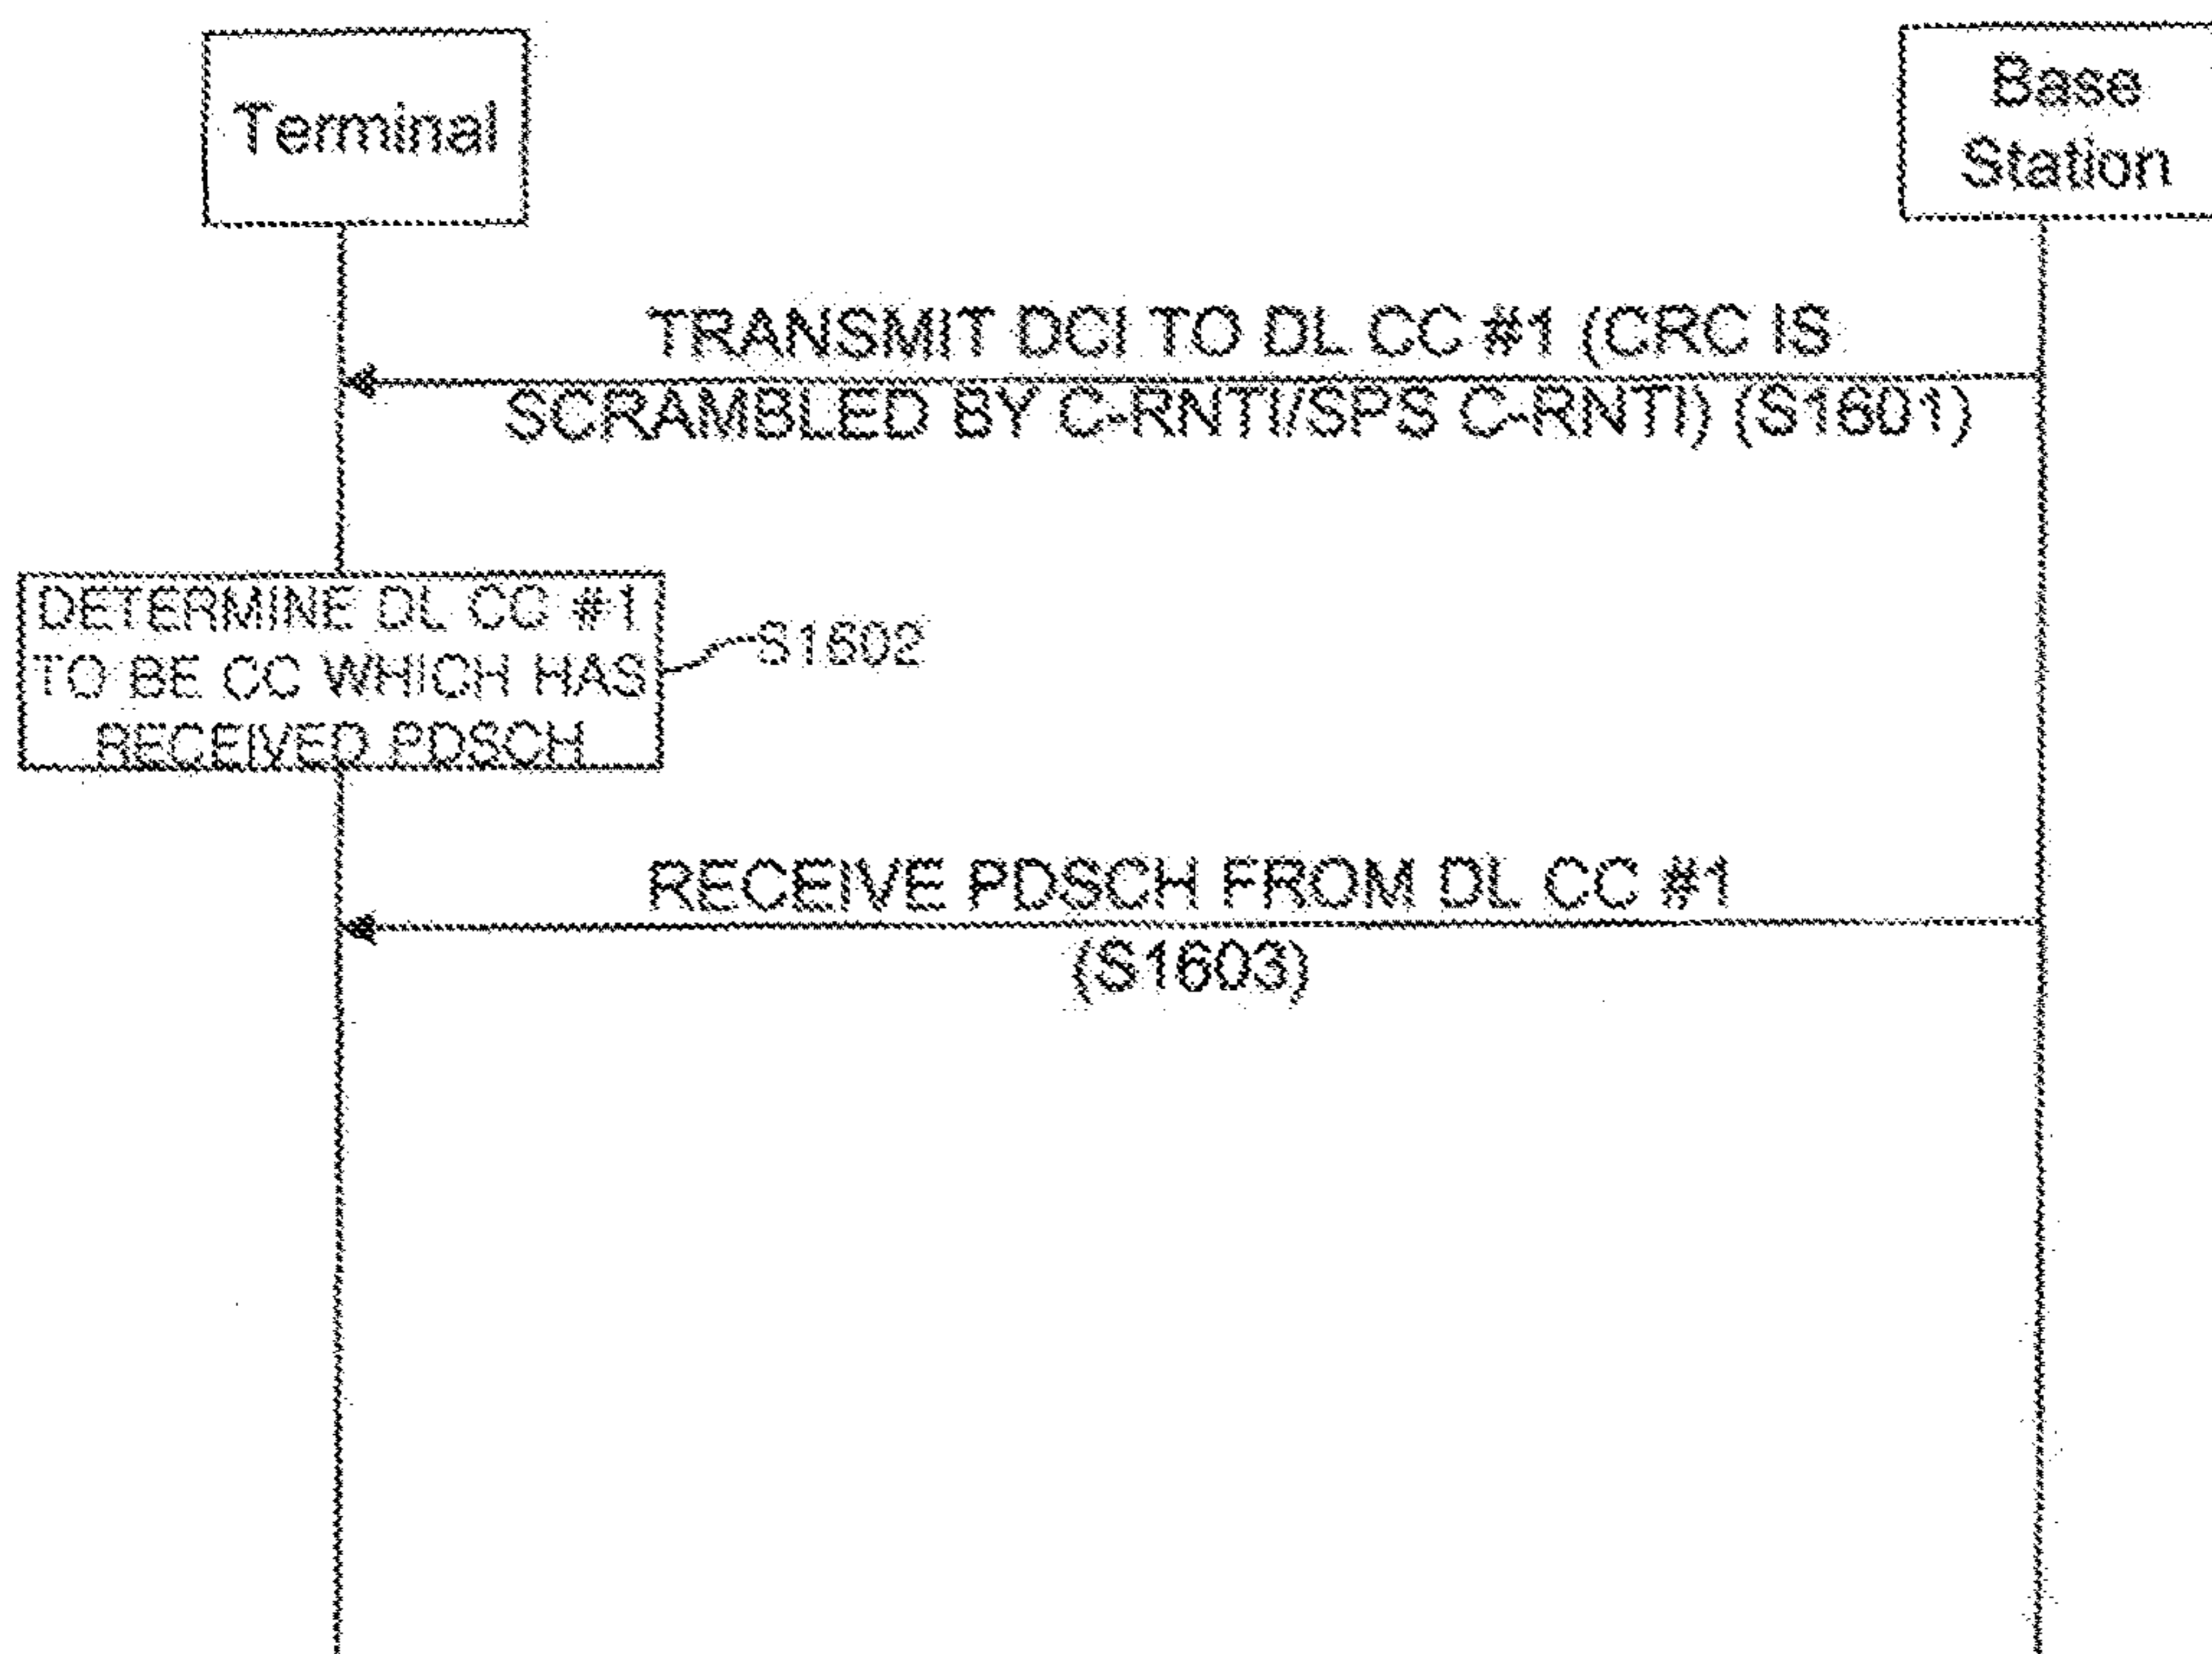 Terminal
Base
Station
TRANSMIT DCI TO DL CC #1 (CRC IS
SCRAMBLED BY C-RNTI/SPS C-RNTI) (S1601)
DETERMINE DL CC #1
TO BE CC WHICH HAS
RECEIVED PDSCH
S1602
RECEIVE PDSCH FROM DL CC #1
(S1603)